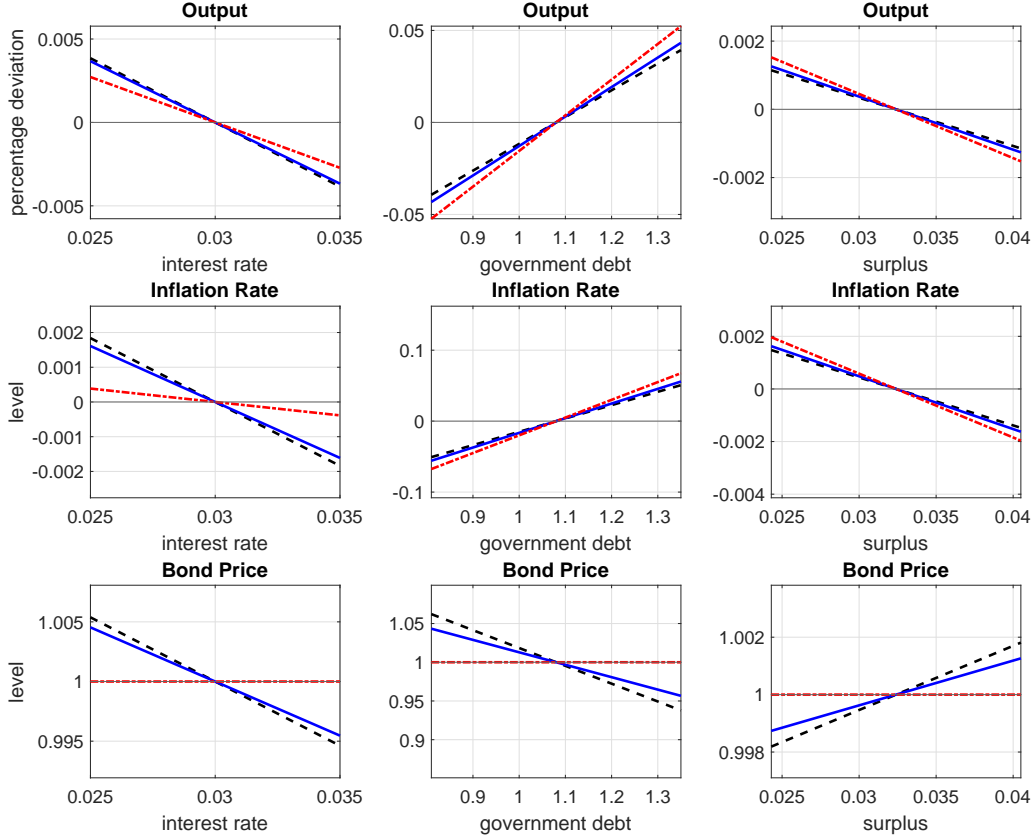 Output
percentage deviation
0.005
0
-0.005
0.025 0.03 0.035
interest rate
Output
0.05
0
-0.05
0.9 1 1.1 1.2 1.3
government debt
Output
0.002
0
-0.002
0.025 0.03 0.035 0.04
surplus
Inflation Rate
level
0.002
0.001
0
-0.001
-0.002
0.025 0.03 0.035
interest rate
Inflation Rate
0.1
0
-0.1
0.9 1 1.1 1.2 1.3
government debt
Inflation Rate
0.002
0
-0.002
-0.004
0.025 0.03 0.035 0.04
surplus
Bond Price
level
1.005
1
0.995
0.025 0.03 0.035
interest rate
Bond Price
1.05
1
0.95
0.9
0.9 1 1.1 1.2 1.3
government debt
Bond Price
1.002
1
0.998
0.025 0.03 0.035 0.04
surplus